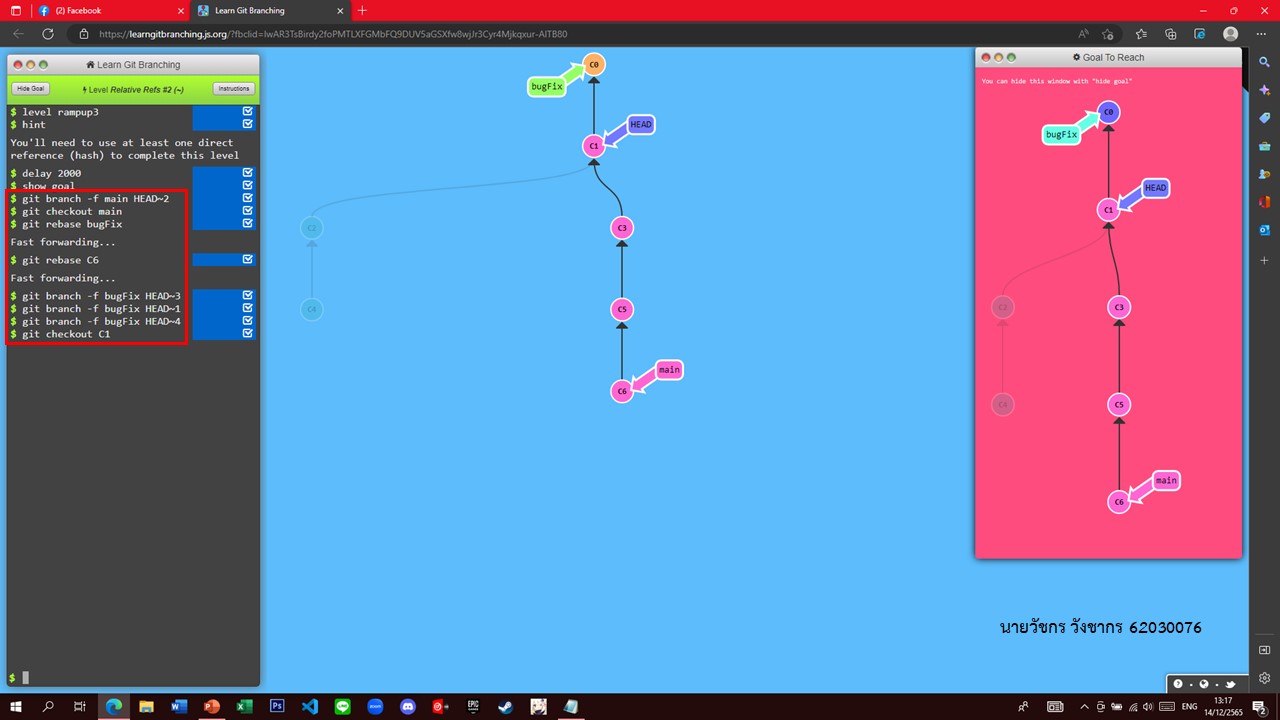 (2) Facebook
Learn Git Branching
https://learngitbranching.js.org/?fbclid=IwAR3Ts8irdy2foPMTLXFGMbFQ9DUV5aGSXfw8wjJr3Cyr4Mjkqxur-AlTB80
Learn Git Branching
Hide Goal
Level Relative Refs #2 (~)
Instructions
$ level rampup3
$ hint
You'll need to use at least one direct
reference (hash) to complete this level
$ delay 2000
$ show goal
$ git branch -f main HEAD~2
$ git checkout main
$ git rebase bugFix
Fast forwarding...
$ git rebase C6
Fast forwarding...
$ git branch -f bugFix HEAD~3
$ git branch -f bugFix HEAD~1
$ git branch -f bugFix HEAD~4
$ git checkout C1
$
C0
bugFix
HEAD
C1
C2
C3
C4
C5
main
C6
Goal To Reach
You can hide this window with "hide goal"
C0
bugFix
HEAD
C1
C2
C3
C4
C5
main
C6
นายวัชกร วังซากร 62030076
ENG
13:17
14/12/2565